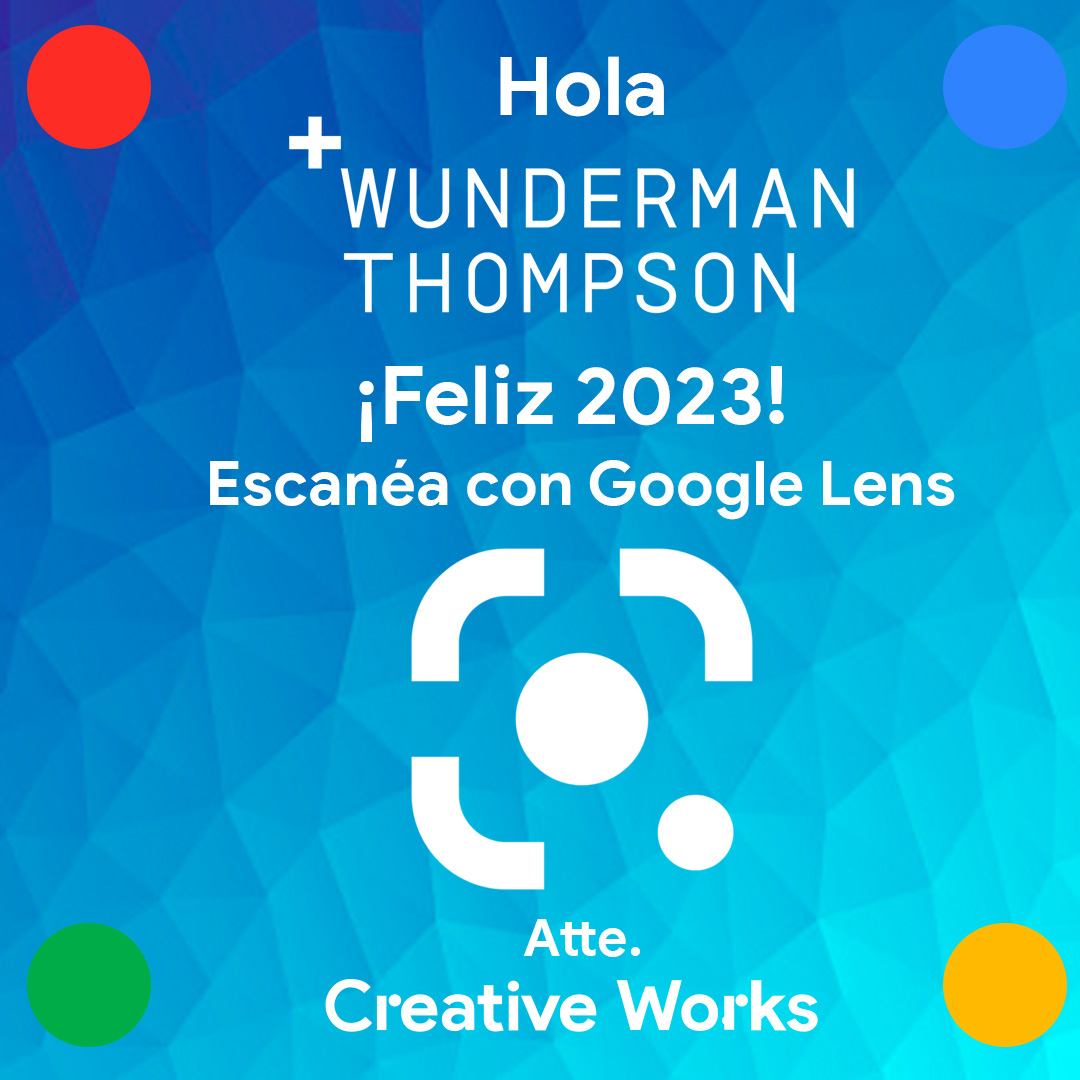 Hola
+WUNDERMAN
THOMPSON
¡Feliz 2023!
Escanéa con Google Lens
Atte.
Creative Works